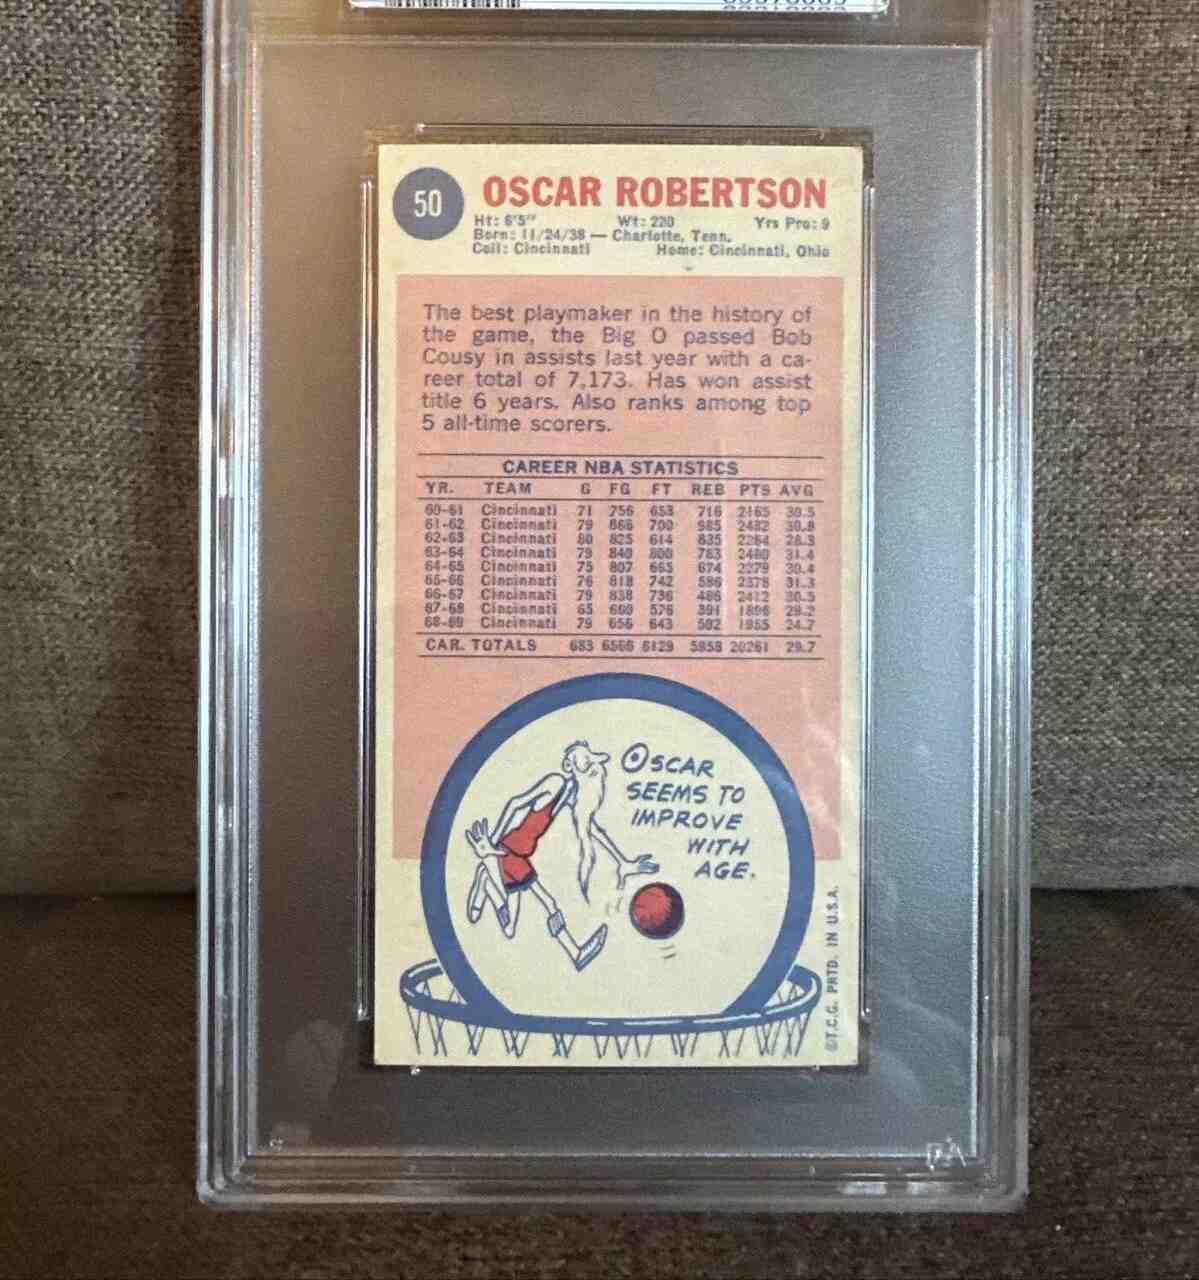 50
OSCAR ROBERTSON
Ht: 6'5" Wt: 220 Yrs Pro: 9
Born: 11/24/38 — Charlotte, Tenn.
Coll: Cincinnati Home: Cincinnati, Ohio
The best playmaker in the history of
the game, the Big O passed Bob
Cousy in assists last year with a ca-
reer total of 7,173. Has won assist
title 6 years. Also ranks among top
5 all-time scorers.
CAREER NBA STATISTICS
YR. TEAM G FG FT REB PTS AVG
60-61 Cincinnati 71 756 653 716 2165 30.5
61-62 Cincinnati 79 866 700 985 2432 30.8
62-63 Cincinnati 80 825 614 835 2264 28.3
63-64 Cincinnati 79 840 800 783 2480 31.4
64-65 Cincinnati 75 807 665 674 2279 30.4
65-66 Cincinnati 76 818 742 586 2378 31.3
66-67 Cincinnati 79 838 736 486 2412 30.5
67-68 Cincinnati 65 660 576 391 1896 29.2
68-69 Cincinnati 79 656 643 502 1955 24.7
CAR. TOTALS 683 6566 6129 5958 20261 29.7
OSCAR
SEEMS TO
IMPROVE
WITH
AGE.
©T.C.G. PRTD. IN U.S.A.